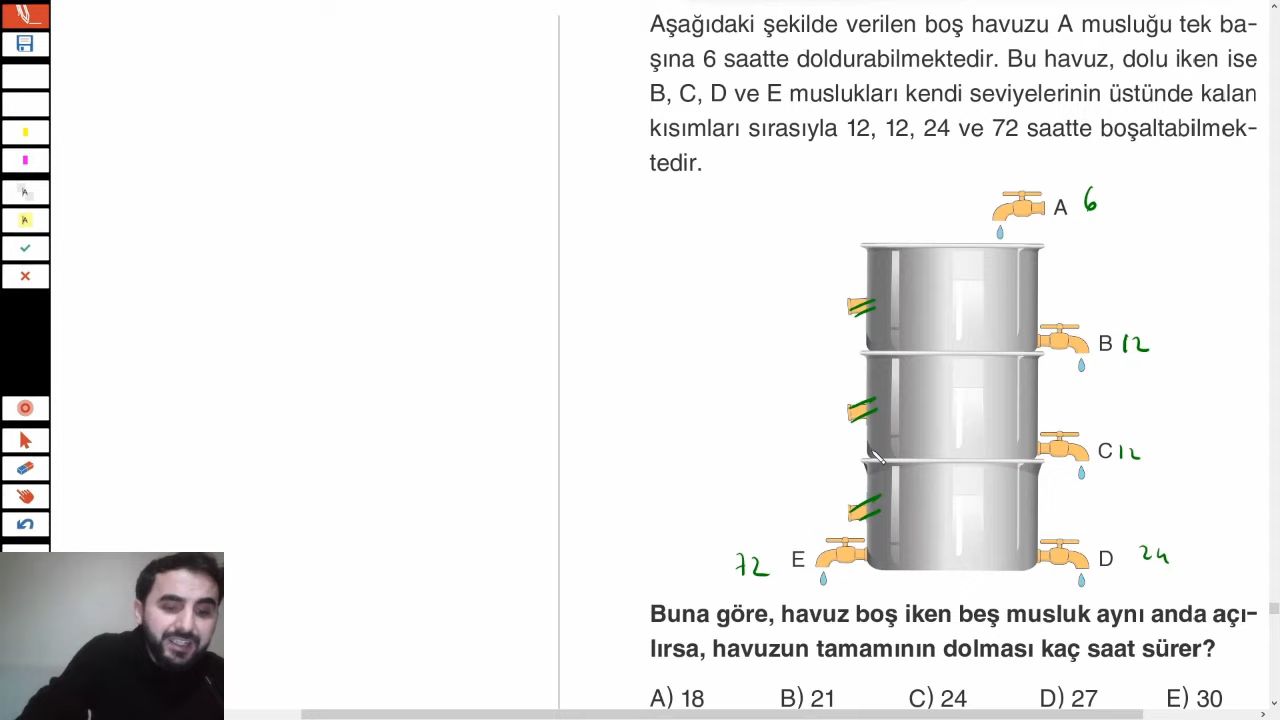 Aşağıdaki şekilde verilen boş havuzu A musluğu tek ba-
şına 6 saatte doldurabilmektedir. Bu havuz, dolu iken ise
B, C, D ve E muslukları kendi seviyelerinin üstünde kalan
kısımları sırasıyla 12, 12, 24 ve 72 saatte boşaltabilmek-
tedir.
A 6
B 12
C 12
72 E D 24
Buna göre, havuz boş iken beş musluk aynı anda açı-
lırsa, havuzun tamamının dolması kaç saat sürer?
A) 18 B) 21 C) 24 D) 27 E) 30